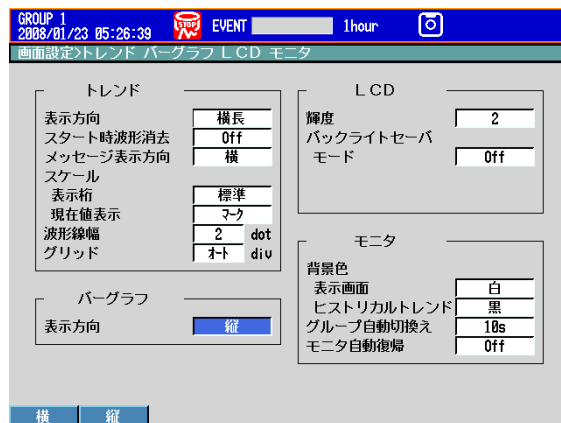 GROUP 1
2008/01/23 05:26:39 STOP EVENT 1hour
画面設定>トレンド バーグラフ LCD モニタ
トレンド
表示方向 横長
スタート時波形消去 Off
メッセージ表示方向 横
スケール
表示桁 標準
現在値表示 マーク
波形線幅 2 dot
グリッド オート div
バーグラフ
表示方向 縦
LCD
輝度 2
バックライトセーバ
モード Off
モニタ
背景色
表示画面 白
ヒストリカルトレンド 黒
グループ自動切換え 10s
モニタ自動復帰 Off
横 縦